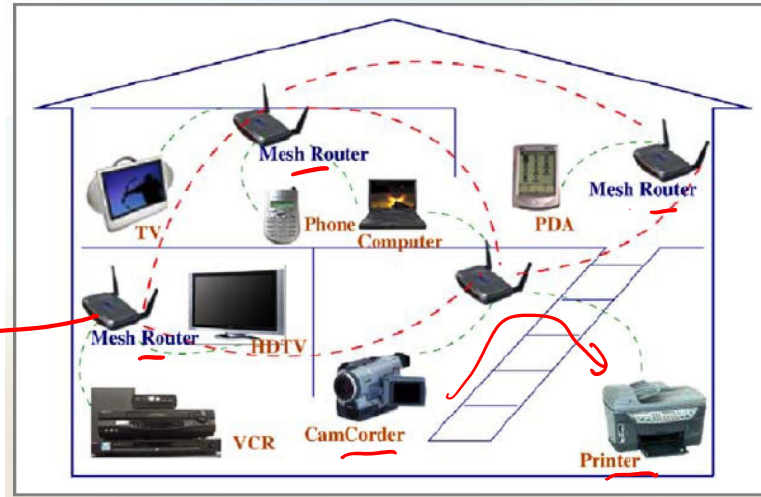 Mesh Router
Mesh Router
TV
Phone
Computer
PDA
Mesh Router
HDTV
VCR
CamCorder
Printer